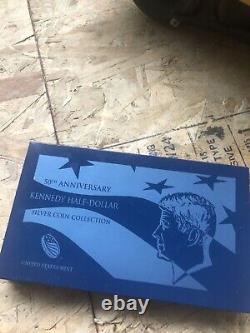 50TH ANNIVERSARY
KENNEDY HALF-DOLLAR
SILVER COIN COLLECTION
UNITED STATES MINT